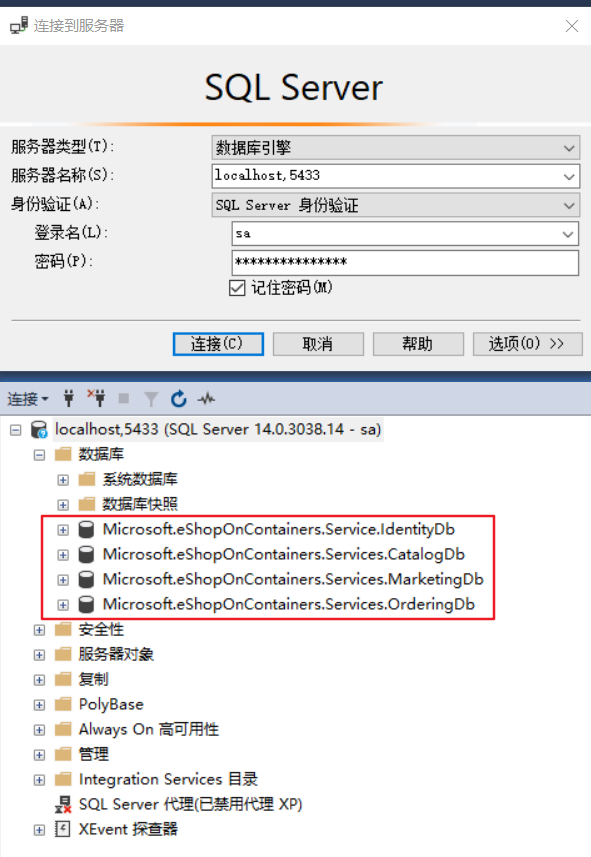 连接到服务器
SQL Server
服务器类型(T): 数据库引擎
服务器名称(S): localhost,5433
身份验证(A): SQL Server 身份验证
登录名(L): sa
密码(P): ***************
记住密码(M)
连接(C) 取消 帮助 选项(O) >>
连接
localhost,5433 (SQL Server 14.0.3038.14 - sa)
数据库
系统数据库
数据库快照
Microsoft.eShopOnContainers.Service.IdentityDb
Microsoft.eShopOnContainers.Services.CatalogDb
Microsoft.eShopOnContainers.Services.MarketingDb
Microsoft.eShopOnContainers.Services.OrderingDb
安全性
服务器对象
复制
PolyBase
Always On 高可用性
管理
Integration Services 目录
SQL Server 代理(已禁用代理 XP)
XEvent 探查器